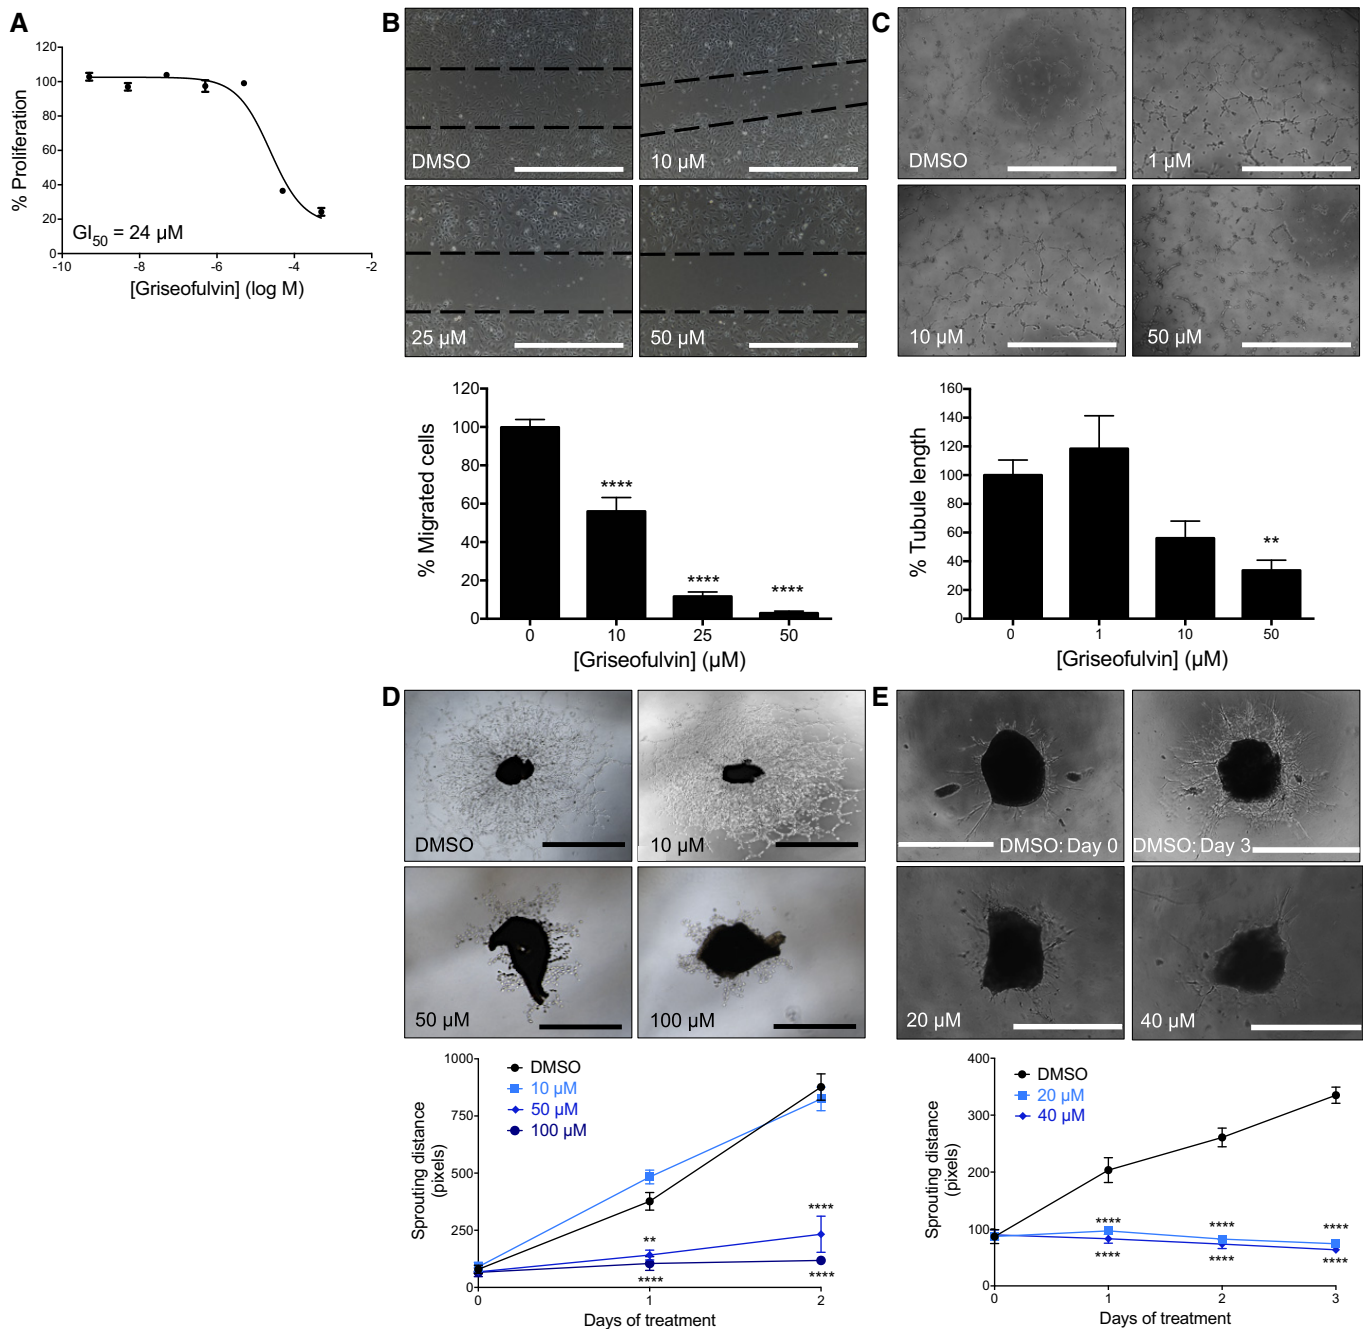 A
120
100
80
60
40
20
0
-10
-8
-6
-4
-2
% Proliferation
GI50 = 24 µM
[Griseofulvin] (log M)
B
DMSO
10 µM
25 µM
50 µM
120
100
80
60
40
20
0
% Migrated cells
****
****
****
0
10
25
50
[Griseofulvin] (µM)
C
DMSO
1 µM
10 µM
50 µM
160
140
120
100
80
60
40
20
0
% Tubule length
**
0
1
10
50
[Griseofulvin] (µM)
D
DMSO
10 µM
50 µM
100 µM
1000
750
500
250
0
Sprouting distance
(pixels)
DMSO
10 µM
50 µM
100 µM
**
****
****
****
0
1
2
Days of treatment
E
DMSO: Day 0
DMSO: Day 3
20 µM
40 µM
400
300
200
100
0
Sprouting distance
(pixels)
DMSO
20 µM
40 µM
****
****
****
****
****
****
0
1
2
3
Days of treatment